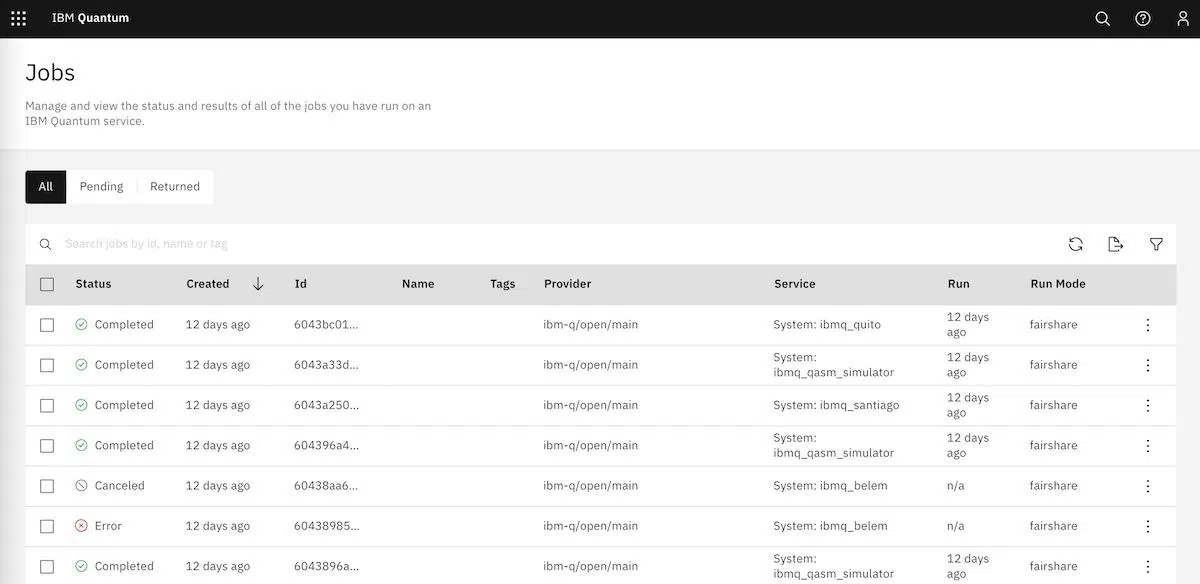 IBM Quantum
Jobs
Manage and view the status and results of all of the jobs you have run on an
IBM Quantum service.
All Pending Returned
Search jobs by id, name or tag
Status Created Id Name Tags Provider Service Run Run Mode
Completed 12 days ago 6043bc01... ibm-q/open/main System: ibmq_quito 12 days ago fairshare
Completed 12 days ago 6043a33d... ibm-q/open/main System: ibmq_qasm_simulator 12 days ago fairshare
Completed 12 days ago 6043a250... ibm-q/open/main System: ibmq_santiago 12 days ago fairshare
Completed 12 days ago 604396a4... ibm-q/open/main System: ibmq_qasm_simulator 12 days ago fairshare
Canceled 12 days ago 60438aa6... ibm-q/open/main System: ibmq_belem n/a fairshare
Error 12 days ago 60438985... ibm-q/open/main System: ibmq_belem n/a fairshare
Completed 12 days ago 6043896a... ibm-q/open/main System: ibmq_qasm_simulator 12 days ago fairshare